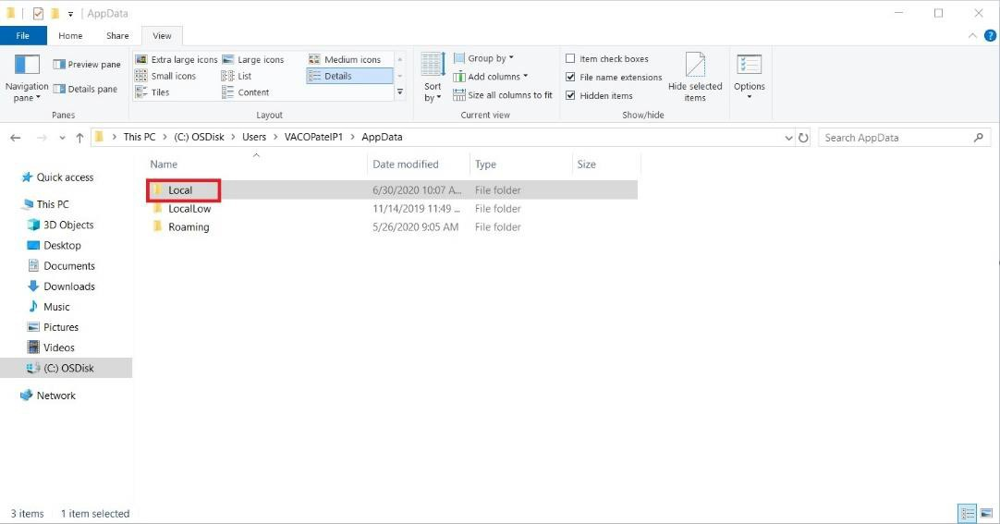 AppData
File Home Share View
Navigation pane
Preview pane
Details pane
Panes
Extra large icons Large icons Medium icons
Small icons List Details
Tiles Content
Layout
Sort by
Group by
Add columns
Size all columns to fit
Current view
Item check boxes
File name extensions
Hidden items
Hide selected items
Show/hide
Options
This PC > (C:) OSDisk > Users > VACOPatelP1 > AppData
Search AppData
Name Date modified Type Size
Quick access
This PC
3D Objects
Desktop
Documents
Downloads
Music
Pictures
Videos
(C:) OSDisk
Network
Local 6/30/2020 10:07 A... File folder
LocalLow 11/14/2019 11:49 ... File folder
Roaming 5/26/2020 9:05 AM File folder
3 items 1 item selected